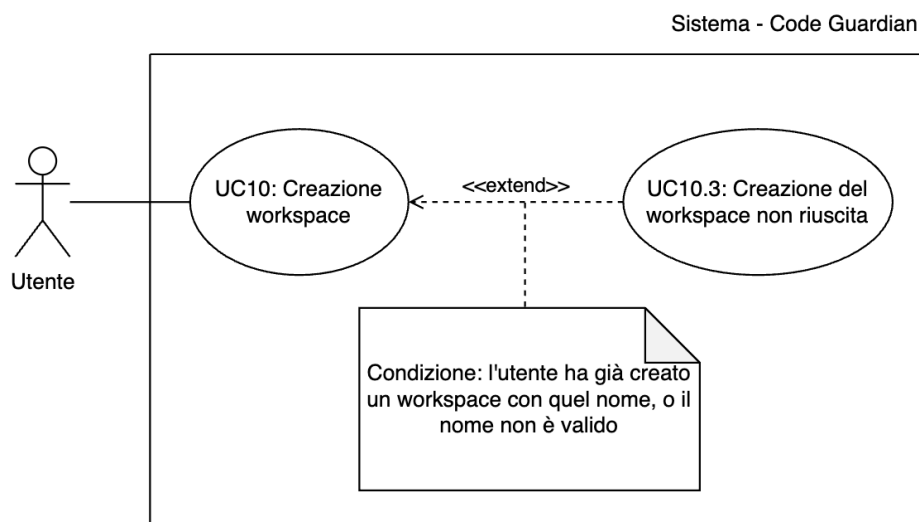 Sistema - Code Guardian
UC10: Creazione
workspace
<<extend>>
UC10.3: Creazione del
workspace non riuscita
Utente
Condizione: l'utente ha già creato
un workspace con quel nome, o il
nome non è valido